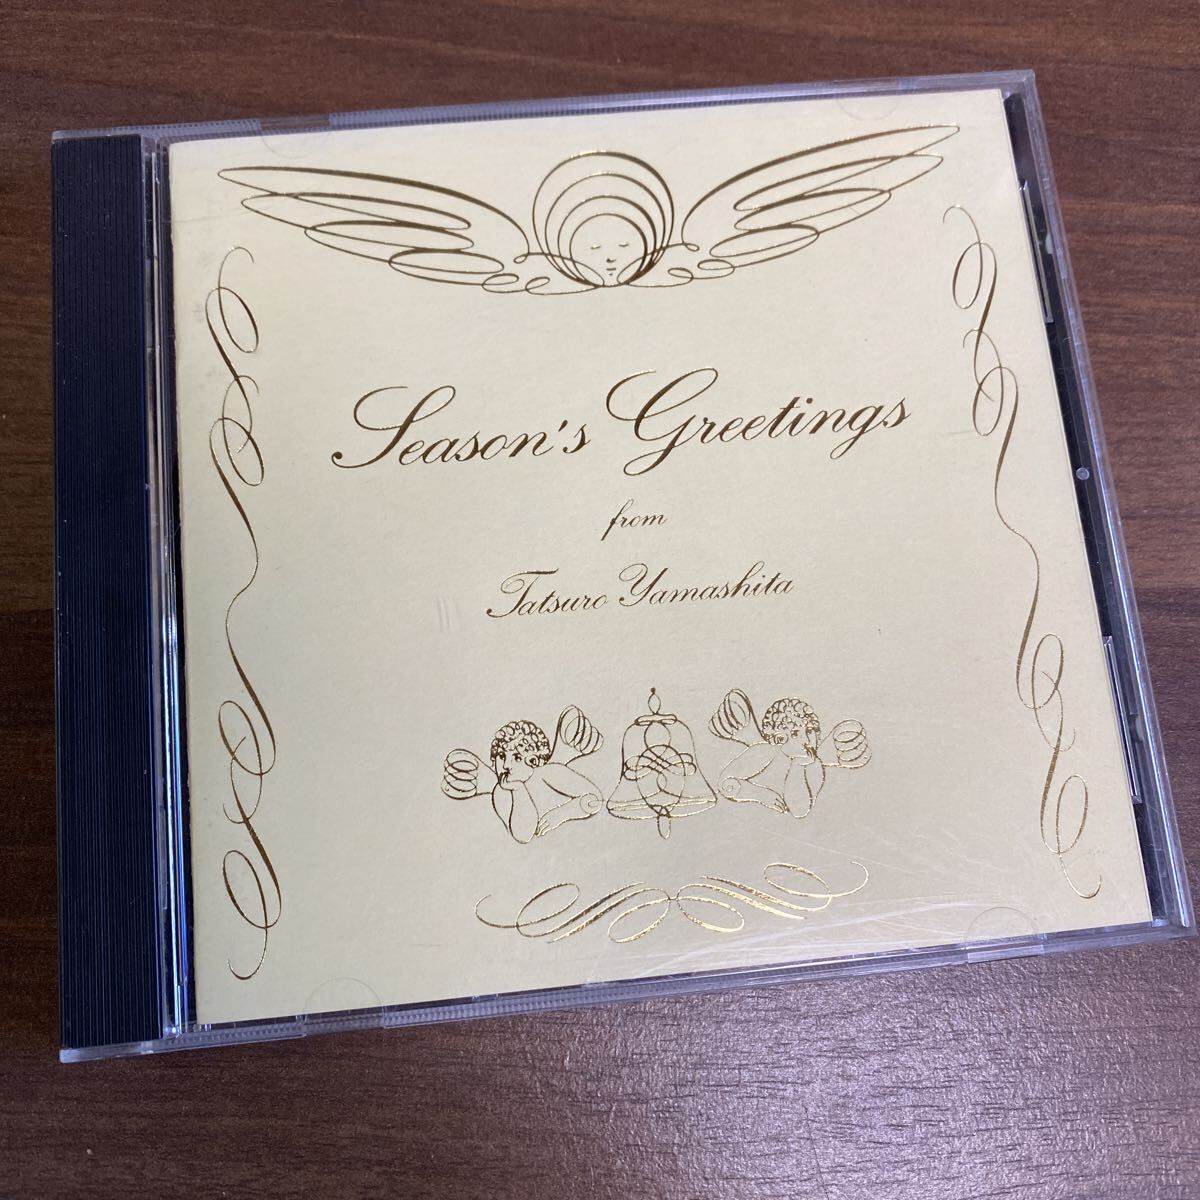 Season's Greetings
from
Tatsuro Yamashita